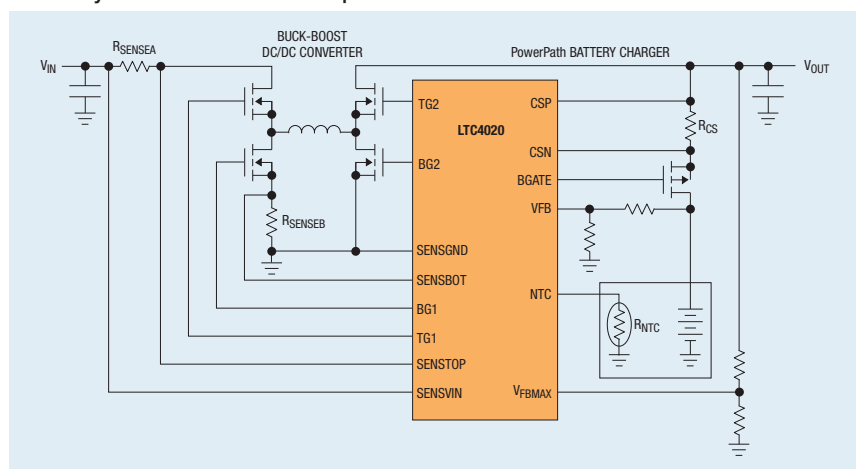 BUCK-BOOST
DC/DC CONVERTER
PowerPath BATTERY CHARGER
RSENSEA
VIN
VOUT
LTC4020
TG2
CSP
RCS
CSN
BG2
BGATE
VFB
RSENSEB
SENSGND
SENSBOT
NTC
BG1
RNTC
TG1
SENSTOP
VFBMAX
SENSVIN